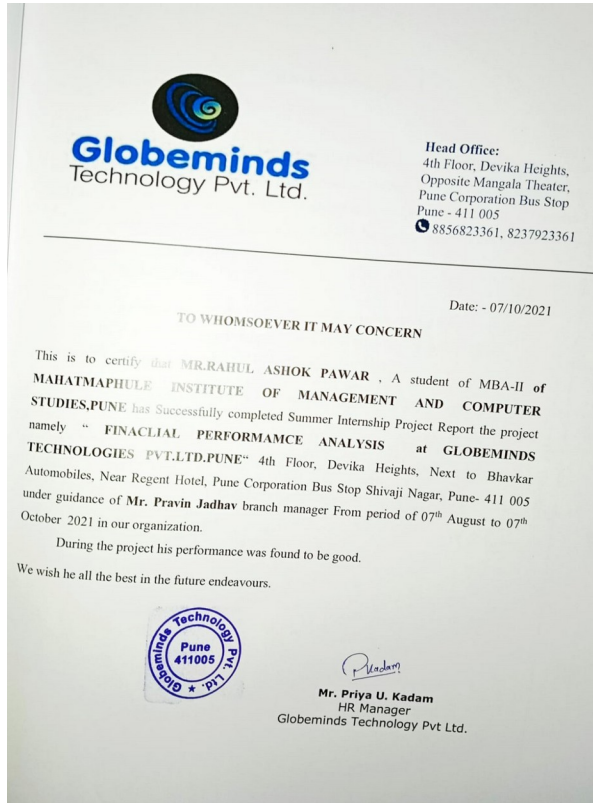 Globeminds
Technology Pvt. Ltd.
Head Office:
4th Floor, Devika Heights,
Opposite Mangala Theater,
Pune Corporation Bus Stop
Pune - 411 005
8856823361, 8237923361
Date: - 07/10/2021
TO WHOMSOEVER IT MAY CONCERN
This is to certify that MR.RAHUL ASHOK PAWAR , A student of MBA-II of
MAHATMAPHULE INSTITUTE OF MANAGEMENT AND COMPUTER
STUDIES,PUNE has Successfully completed Summer Internship Project Report the project
namely “ FINACLIAL PERFORMAMCE ANALYSIS at GLOBEMINDS
TECHNOLOGIES PVT.LTD.PUNE“ 4th Floor, Devika Heights, Next to Bhavkar
Automobiles, Near Regent Hotel, Pune Corporation Bus Stop Shivaji Nagar, Pune- 411 005
under guidance of Mr. Pravin Jadhav branch manager From period of 07th August to 07th
October 2021 in our organization.
During the project his performance was found to be good.
We wish he all the best in the future endeavours.
Globeminds Technology Pvt. Ltd.
Pune
411005
PKadam
Mr. Priya U. Kadam
HR Manager
Globeminds Technology Pvt Ltd.